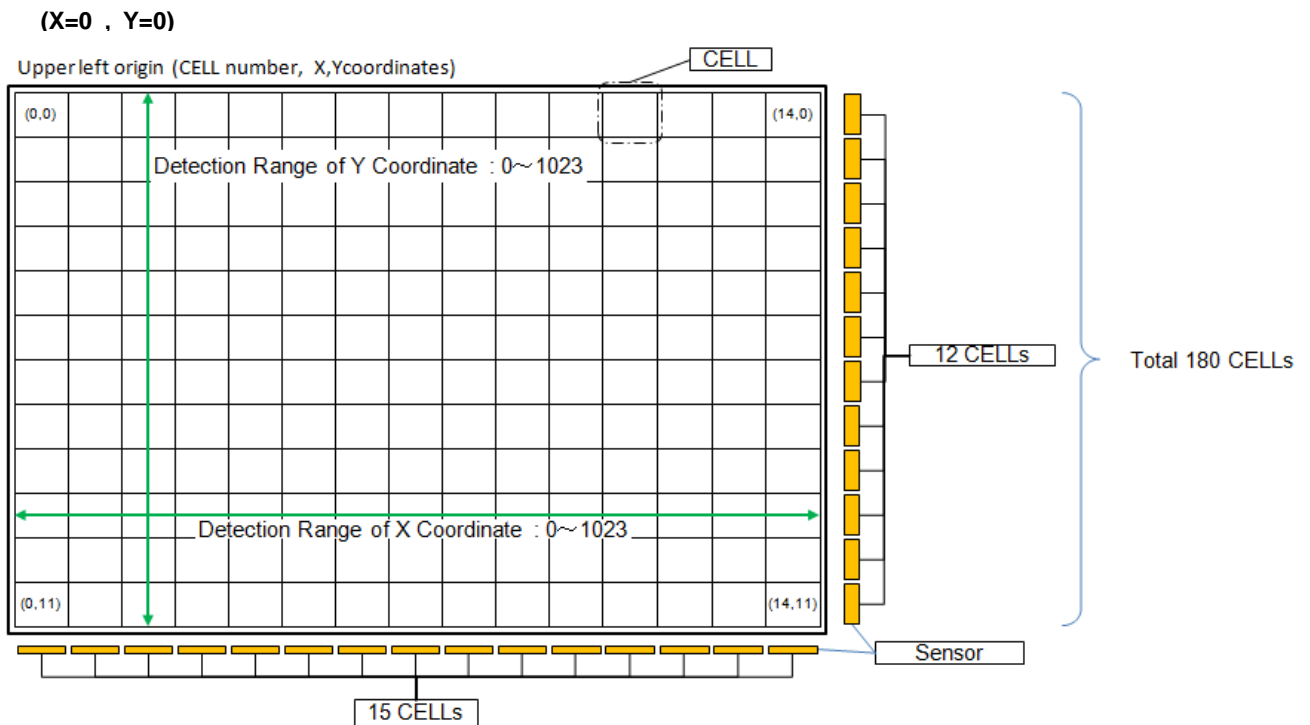 (X=0 , Y=0)
Upper left origin (CELL number, X,Ycoordinates)
CELL
(0,0)
(14,0)
Detection Range of Y Coordinate : 0～1023
12 CELLs
Total 180 CELLs
Detection Range of X Coordinate : 0～1023
(0,11)
(14,11)
Sensor
15 CELLs